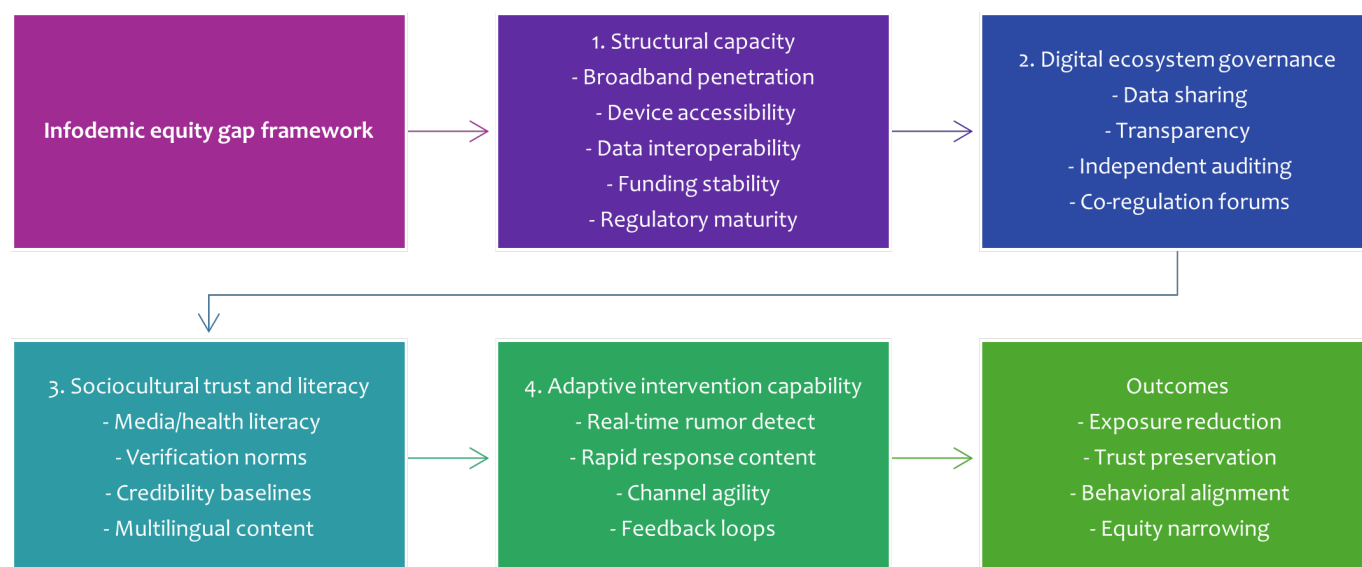 Infodemic equity gap framework
1. Structural capacity
- Broadband penetration
- Device accessibility
- Data interoperability
- Funding stability
- Regulatory maturity
2. Digital ecosystem governance
- Data sharing
- Transparency
- Independent auditing
- Co-regulation forums
3. Sociocultural trust and literacy
- Media/health literacy
- Verification norms
- Credibility baselines
- Multilingual content
4. Adaptive intervention capability
- Real-time rumor detect
- Rapid response content
- Channel agility
- Feedback loops
Outcomes
- Exposure reduction
- Trust preservation
- Behavioral alignment
- Equity narrowing